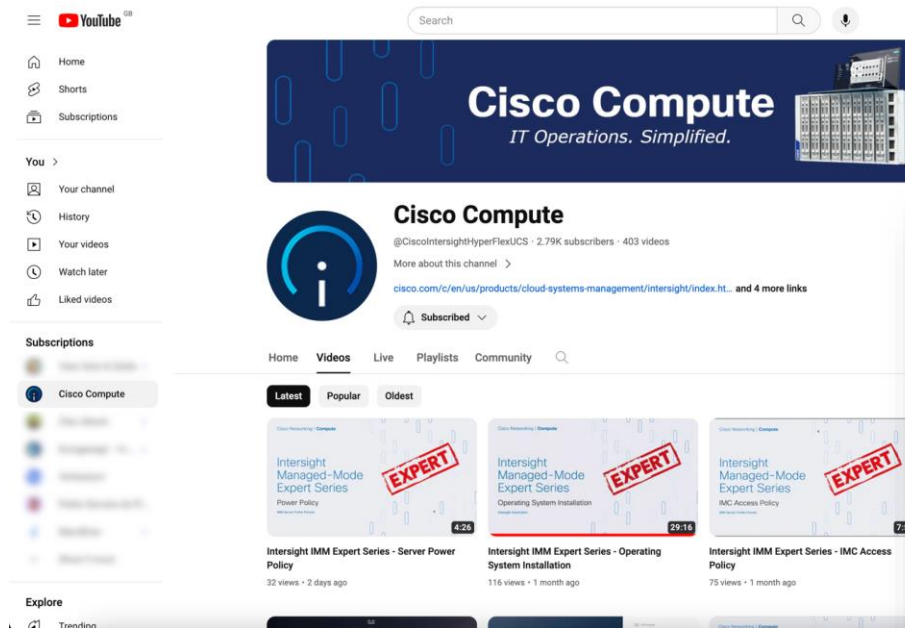 YouTube GB
Search
Home
Shorts
Subscriptions
You
Your channel
History
Your videos
Watch later
Liked videos
Subscriptions
Cisco Compute
Explore
Trending
Cisco Compute
IT Operations. Simplified.
Cisco Compute
@CiscoIntersightHyperFlexUCS · 2.79K subscribers · 403 videos
More about this channel
cisco.com/c/en/us/products/cloud-systems-management/intersight/index.ht... and 4 more links
Subscribed
Home Videos Live Playlists Community
Latest Popular Oldest
Cisco Networking | Compute
Intersight
Managed-Mode
Expert Series
Power Policy
EXPERT
4:26
Intersight IMM Expert Series - Server Power
Policy
32 views • 2 days ago
Cisco Networking | Compute
Intersight
Managed-Mode
Expert Series
Operating System Installation
EXPERT
29:16
Intersight IMM Expert Series - Operating
System Installation
116 views • 1 month ago
Cisco Networking | Compute
Intersight
Managed-Mode
Expert Series
IMC Access Policy
EXPERT
Intersight IMM Expert Series - IMC Access
Policy
75 views • 1 month ago